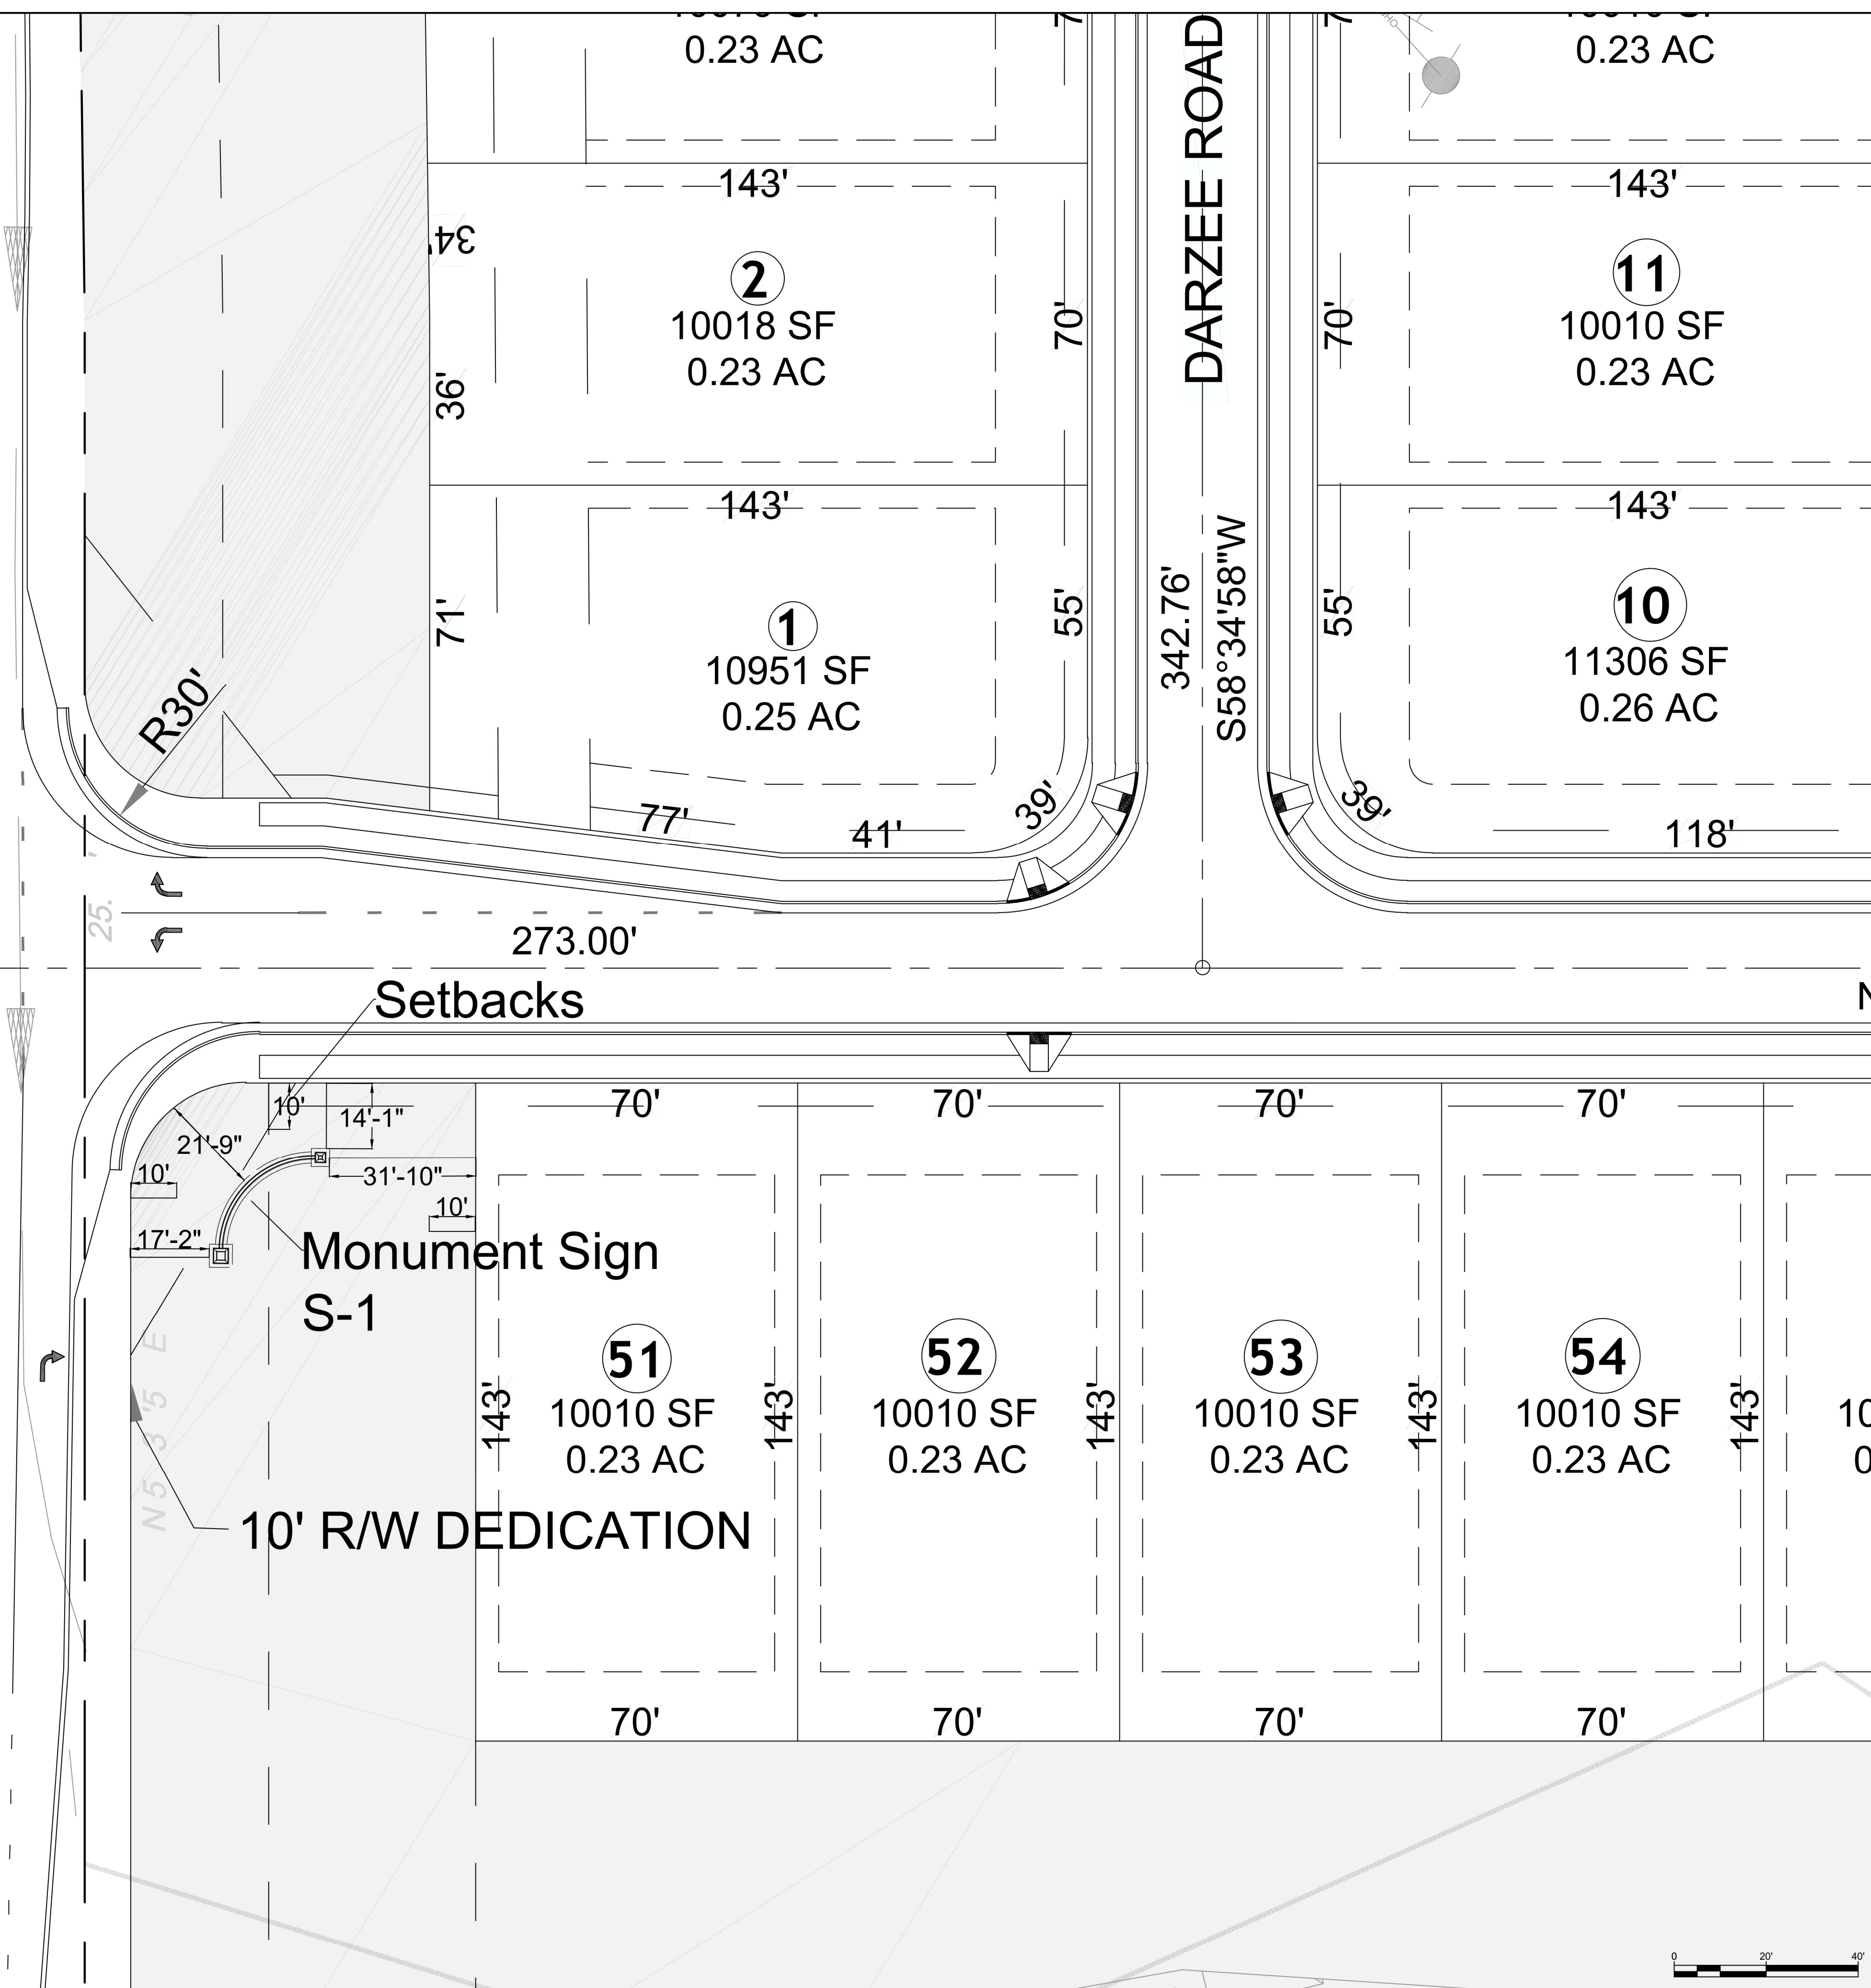 0.23 AC
0.23 AC
DARZEE ROAD
143'
143'
34'
2
10018 SF
0.23 AC
36'
70'
70'
11
10010 SF
0.23 AC
143'
143'
71'
1
10951 SF
0.25 AC
55'
342.76'
S58°34'58"W
55'
10
11306 SF
0.26 AC
R30'
77'
41'
39'
39'
118'
25.
273.00'
Setbacks
N
10'
14'-1"
21'-9"
10'
31'-10"
10'
17'-2"
Monument Sign
S-1
70'
70'
70'
70'
51
10010 SF
0.23 AC
52
10010 SF
0.23 AC
53
10010 SF
0.23 AC
54
10010 SF
0.23 AC
143'
143'
143'
143'
143'
10' R/W DEDICATION
70'
70'
70'
70'
0 20' 40'